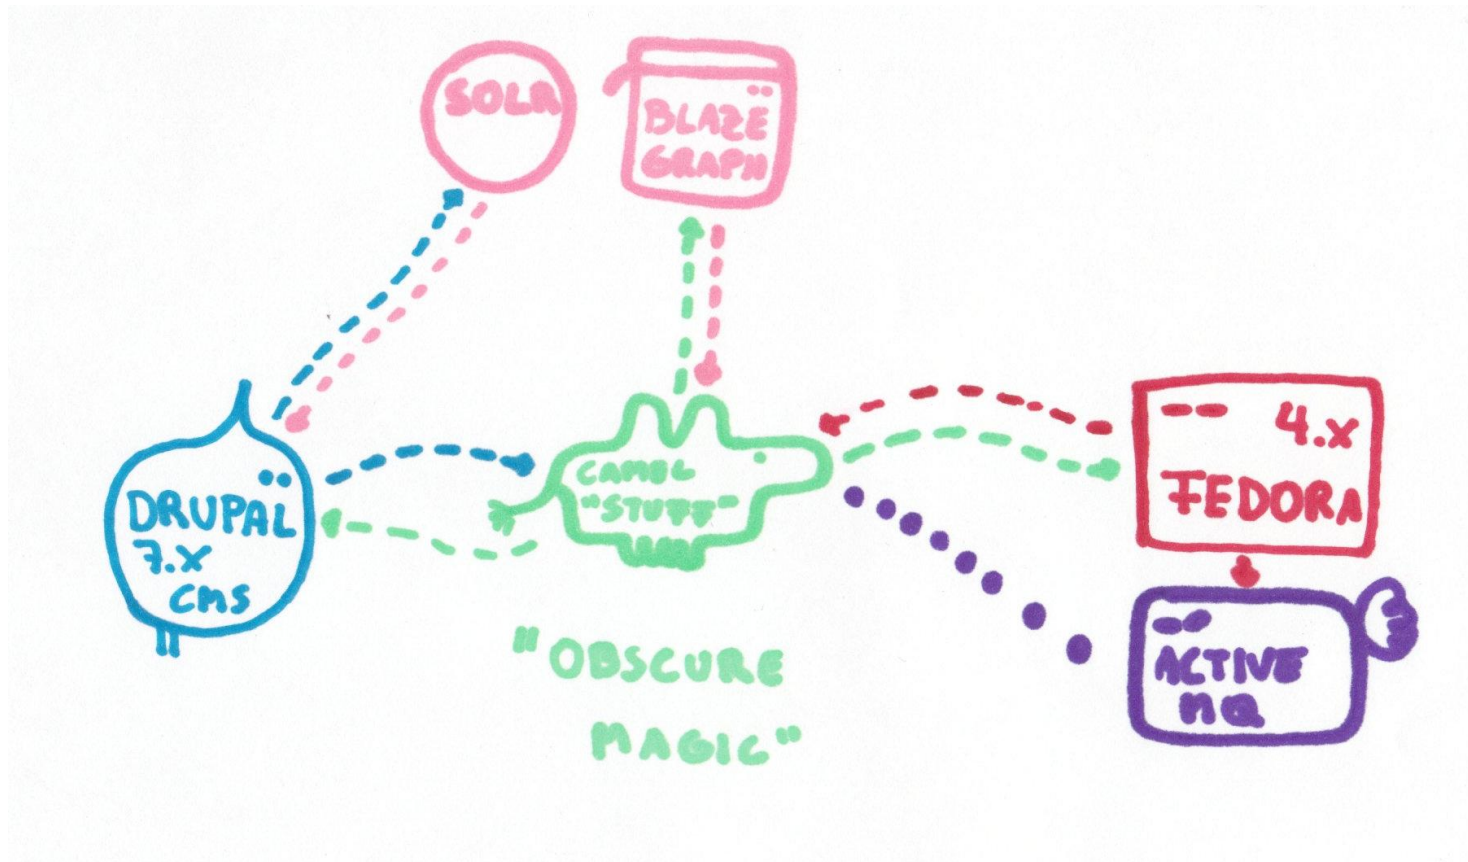 SOLR
BLAZE
GRAPH
DRUPAL
7.X
CMS
CAMEL
"STUFF"
4.X
FEDORA
ACTIVE
MQ
"OBSCURE
MAGIC"